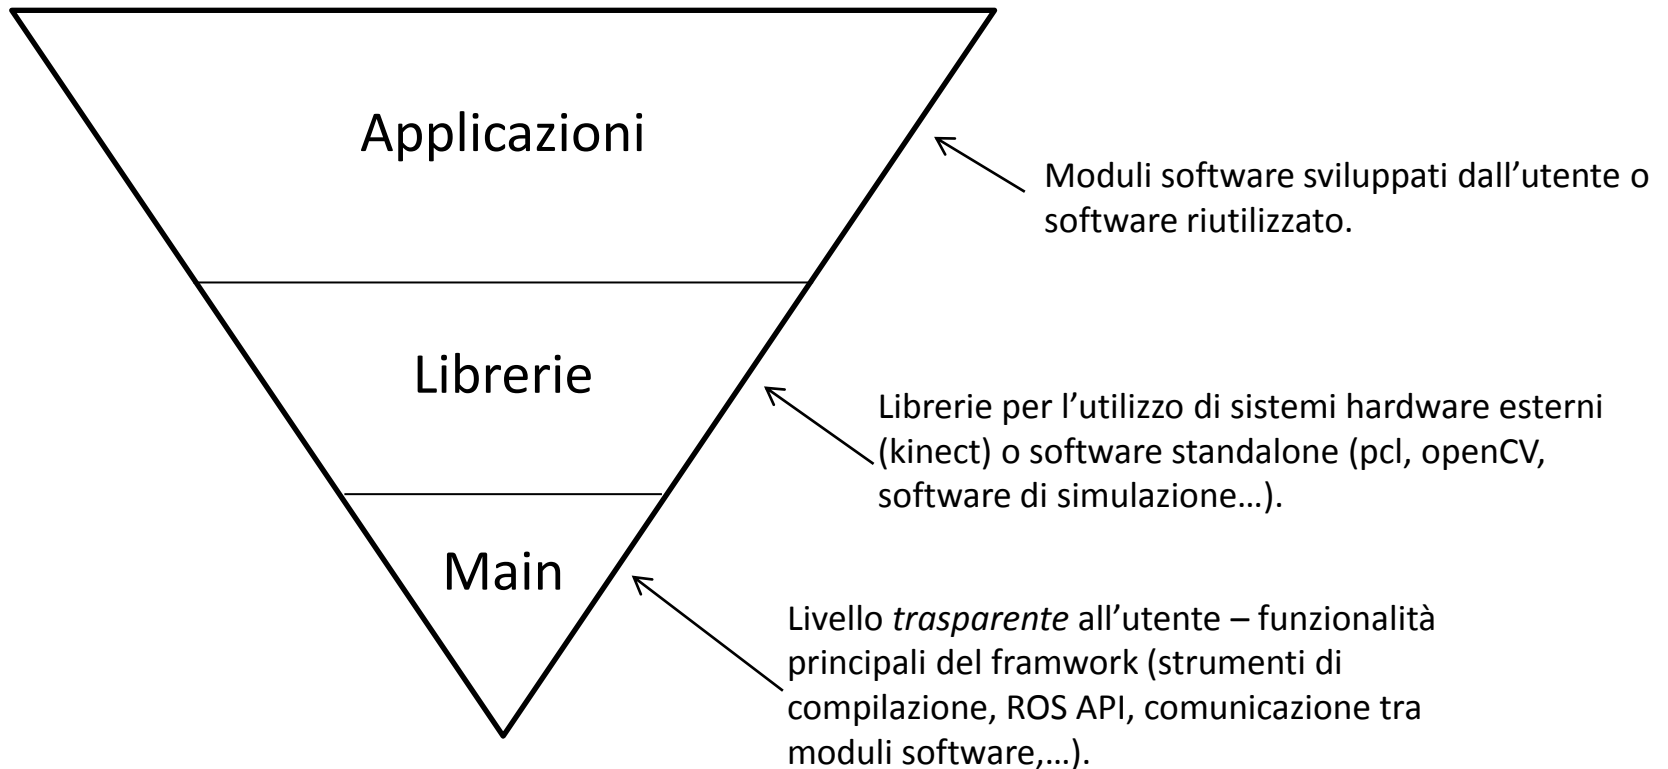 Applicazioni
Moduli software sviluppati dall’utente o
software riutilizzato.
Librerie
Librerie per l’utilizzo di sistemi hardware esterni
(kinect) o software standalone (pcl, openCV,
software di simulazione…).
Main
Livello trasparente all’utente – funzionalità
principali del framwork (strumenti di
compilazione, ROS API, comunicazione tra
moduli software,…).